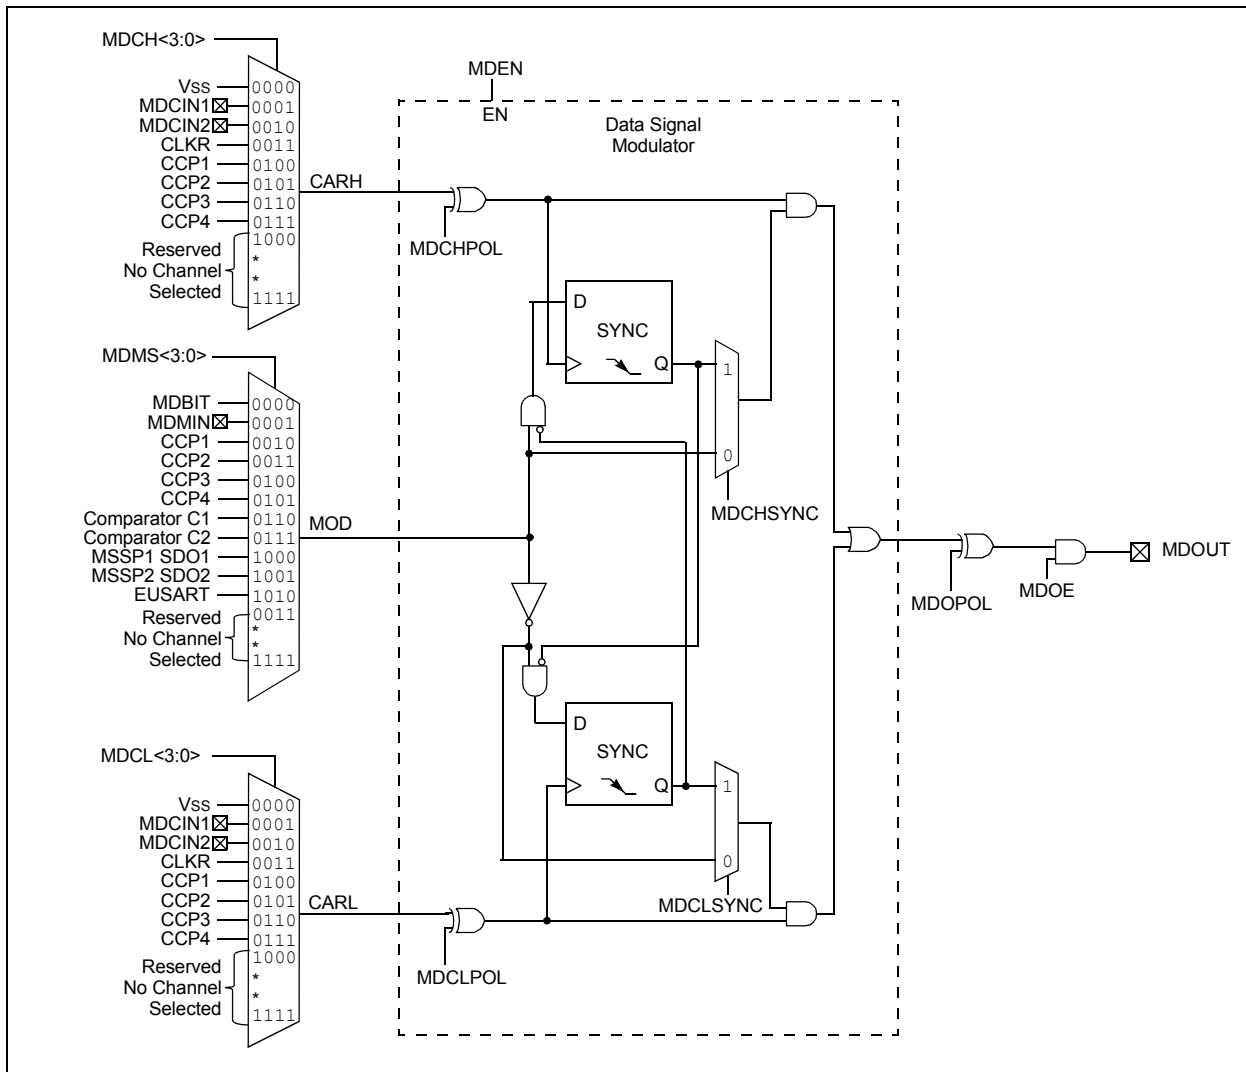 MDCH<3:0>
VSS 0000
MDCIN1 0001
MDCIN2 0010
CLKR 0011
CCP1 0100
CCP2 0101
CCP3 0110
CCP4 0111
1000
Reserved
No Channel
Selected
*
*
1111
CARH
MDMS<3:0>
MDBIT 0000
MDMIN 0001
CCP1 0010
CCP2 0011
CCP3 0100
CCP4 0101
Comparator C1 0110
Comparator C2 0111
MSSP1 SDO1 1000
MSSP2 SDO2 1001
EUSART 1010
0011
Reserved
No Channel
Selected
*
*
1111
MOD
MDCL<3:0>
VSS 0000
MDCIN1 0001
MDCIN2 0010
CLKR 0011
CCP1 0100
CCP2 0101
CCP3 0110
CCP4 0111
1000
Reserved
No Channel
Selected
*
*
1111
CARL
MDEN
EN
Data Signal
Modulator
MDCHPOL
D
SYNC
Q
1
0
MDCHSYNC
D
SYNC
Q
1
0
MDCLSYNC
MDCLPOL
MDOPOL
MDOE
MDOUT